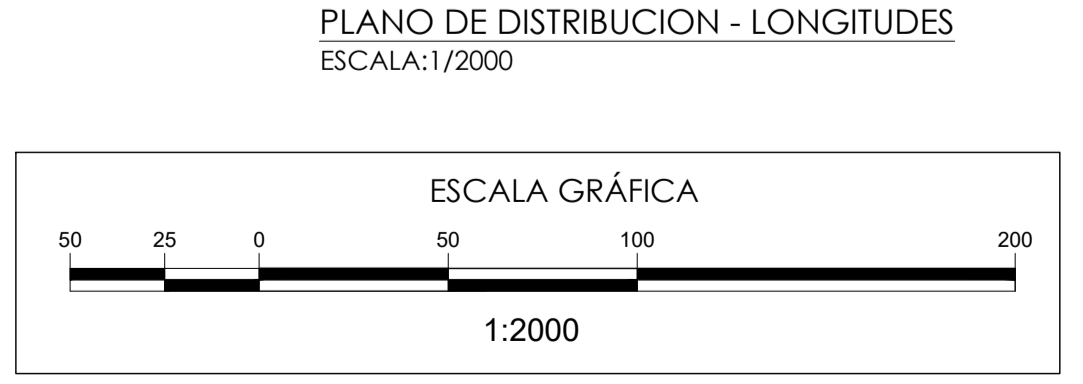 PLANO DE DISTRIBUCION - LONGITUDES
ESCALA:1/2000
ESCALA GRÁFICA
50 25 0 50 100 200
1:2000